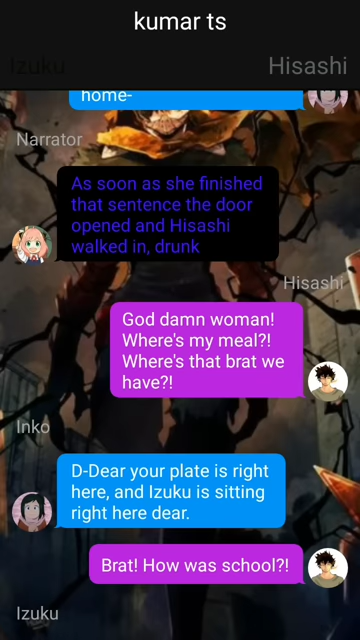 kumar ts
Izuku
Hisashi
home-
Narrator
As soon as she finished
that sentence the door
opened and Hisashi
walked in, drunk
Hisashi
God damn woman!
Where's my meal?!
Where's that brat we
have?!
Inko
D-Dear your plate is right
here, and Izuku is sitting
right here dear.
Brat! How was school?!
Izuku